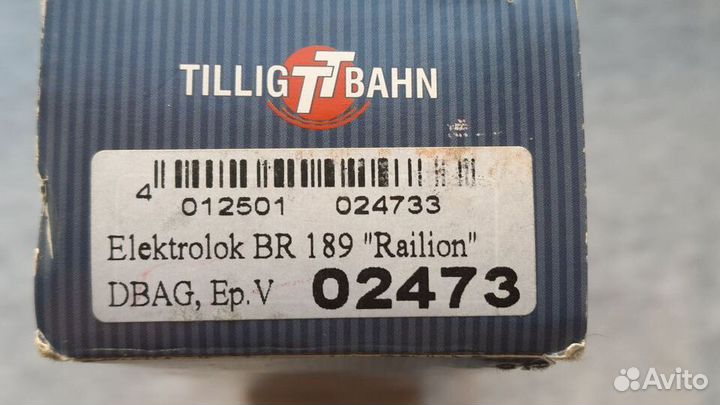 TILLIG TT BAHN
4 012501 024733
Elektrolok BR 189 "Railion"
DBAG, Ep.V 02473
Avito